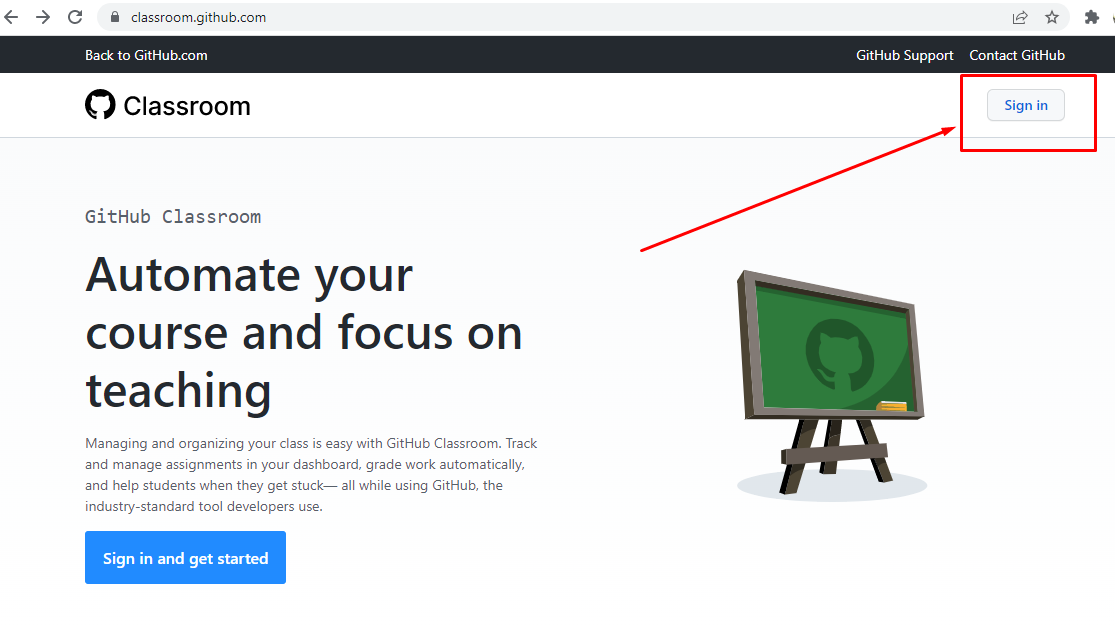 classroom.github.com
Back to GitHub.com
GitHub Support
Contact GitHub
Classroom
Sign in
GitHub Classroom
Automate your
course and focus on
teaching
Managing and organizing your class is easy with GitHub Classroom. Track
and manage assignments in your dashboard, grade work automatically,
and help students when they get stuck— all while using GitHub, the
industry-standard tool developers use.
Sign in and get started